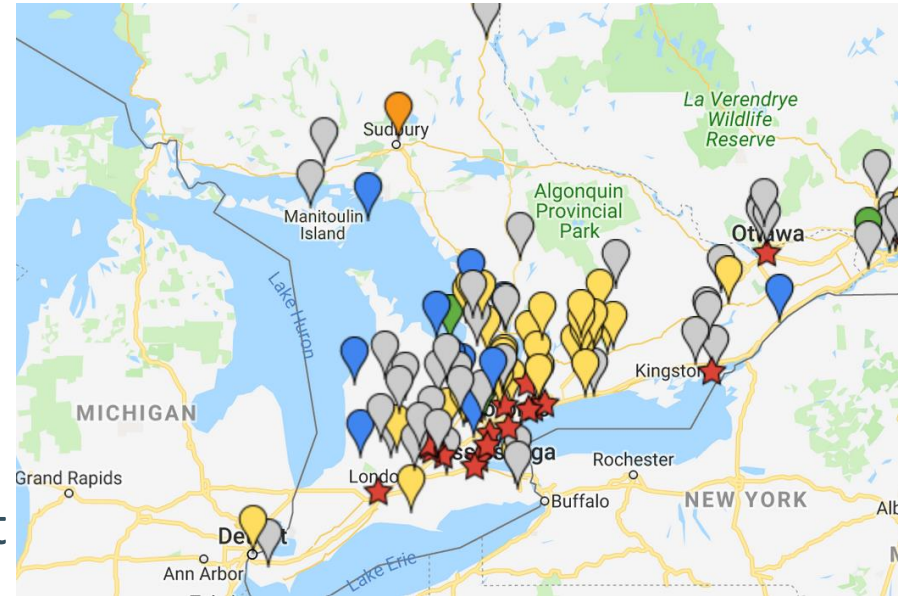 La Verendrye
Wildlife
Reserve
Sudbury
Algonquin
Provincial
Park
Manitoulin
Island
Ottawa
Lake Huron
Kingston
MICHIGAN
Rochester
Grand Rapids
Buffalo
NEW YORK
Ann Arbor
Lake Erie